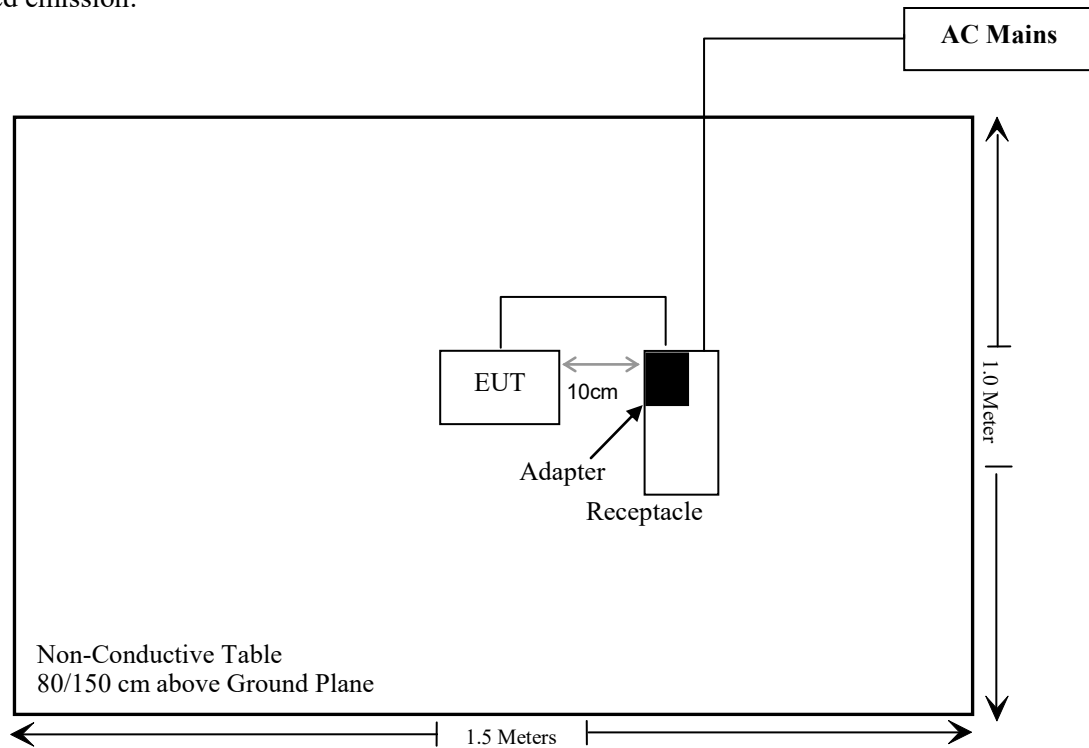 ed emission:
AC Mains
EUT
10cm
1.0 Meter
Adapter
Receptacle
Non-Conductive Table
80/150 cm above Ground Plane
1.5 Meters